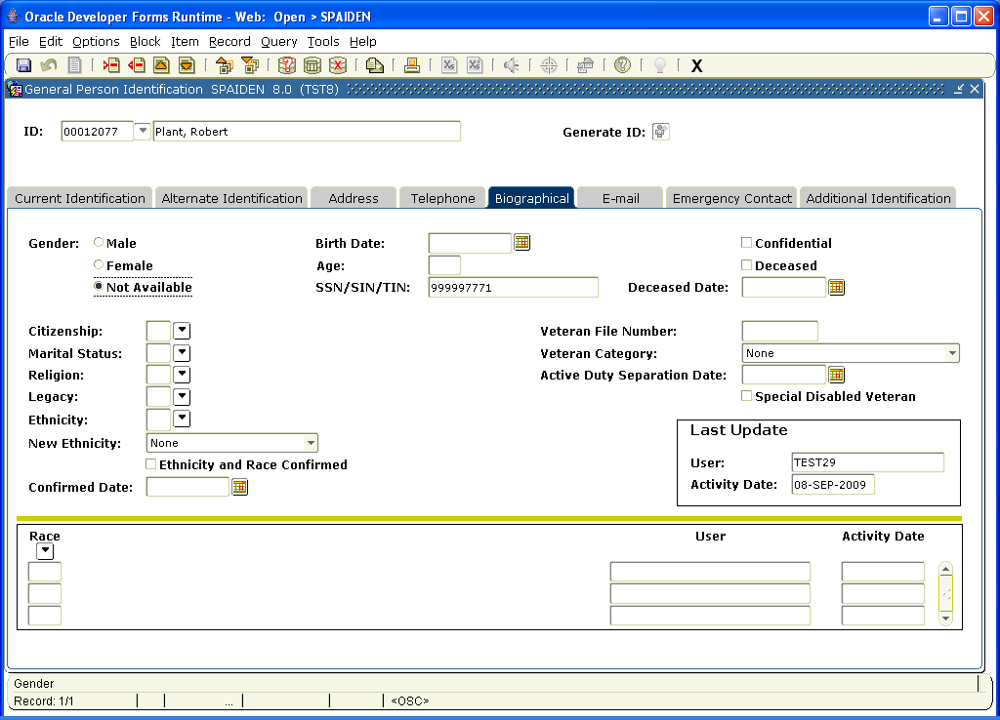 Oracle Developer Forms Runtime - Web: Open > SPAIDEN
File Edit Options Block Item Record Query Tools Help
X
General Person Identification SPAIDEN 8.0 (TST8)
ID: 00012077 Plant, Robert Generate ID:
Current Identification Alternate Identification Address Telephone Biographical E-mail Emergency Contact Additional Identification
Gender: Male Birth Date: Confidential
Female Age: Deceased
Not Available SSN/SIN/TIN: 999997771 Deceased Date:
Citizenship: Veteran File Number:
Marital Status: Veteran Category: None
Religion: Active Duty Separation Date:
Legacy: Special Disabled Veteran
Ethnicity:
New Ethnicity: None
Ethnicity and Race Confirmed
Confirmed Date:
Last Update
User: TEST29
Activity Date: 08-SEP-2009
Race User Activity Date
Gender
Record: 1/1 ... <OSC>